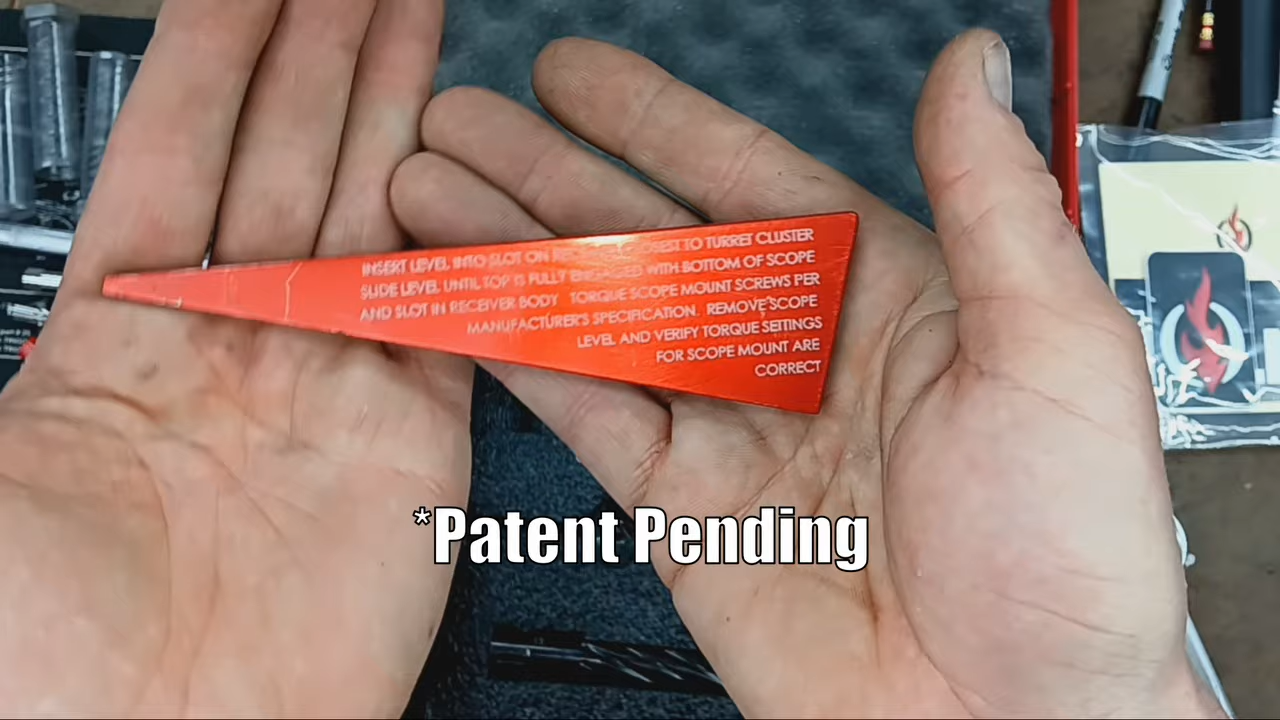 INSERT LEVEL INTO SLOT ON CLOSEST TO TURRET CLUSTER
SLIDE LEVEL UNTIL TOP IS FULLY ENGAGED WITH BOTTOM OF SCOPE
AND SLOT IN RECEIVER BODY TORQUE SCOPE MOUNT SCREWS PER
MANUFACTURER'S SPECIFICATION. REMOVE SCOPE
LEVEL AND VERIFY TORQUE SETTINGS
FOR SCOPE MOUNT ARE
CORRECT
*Patent Pending